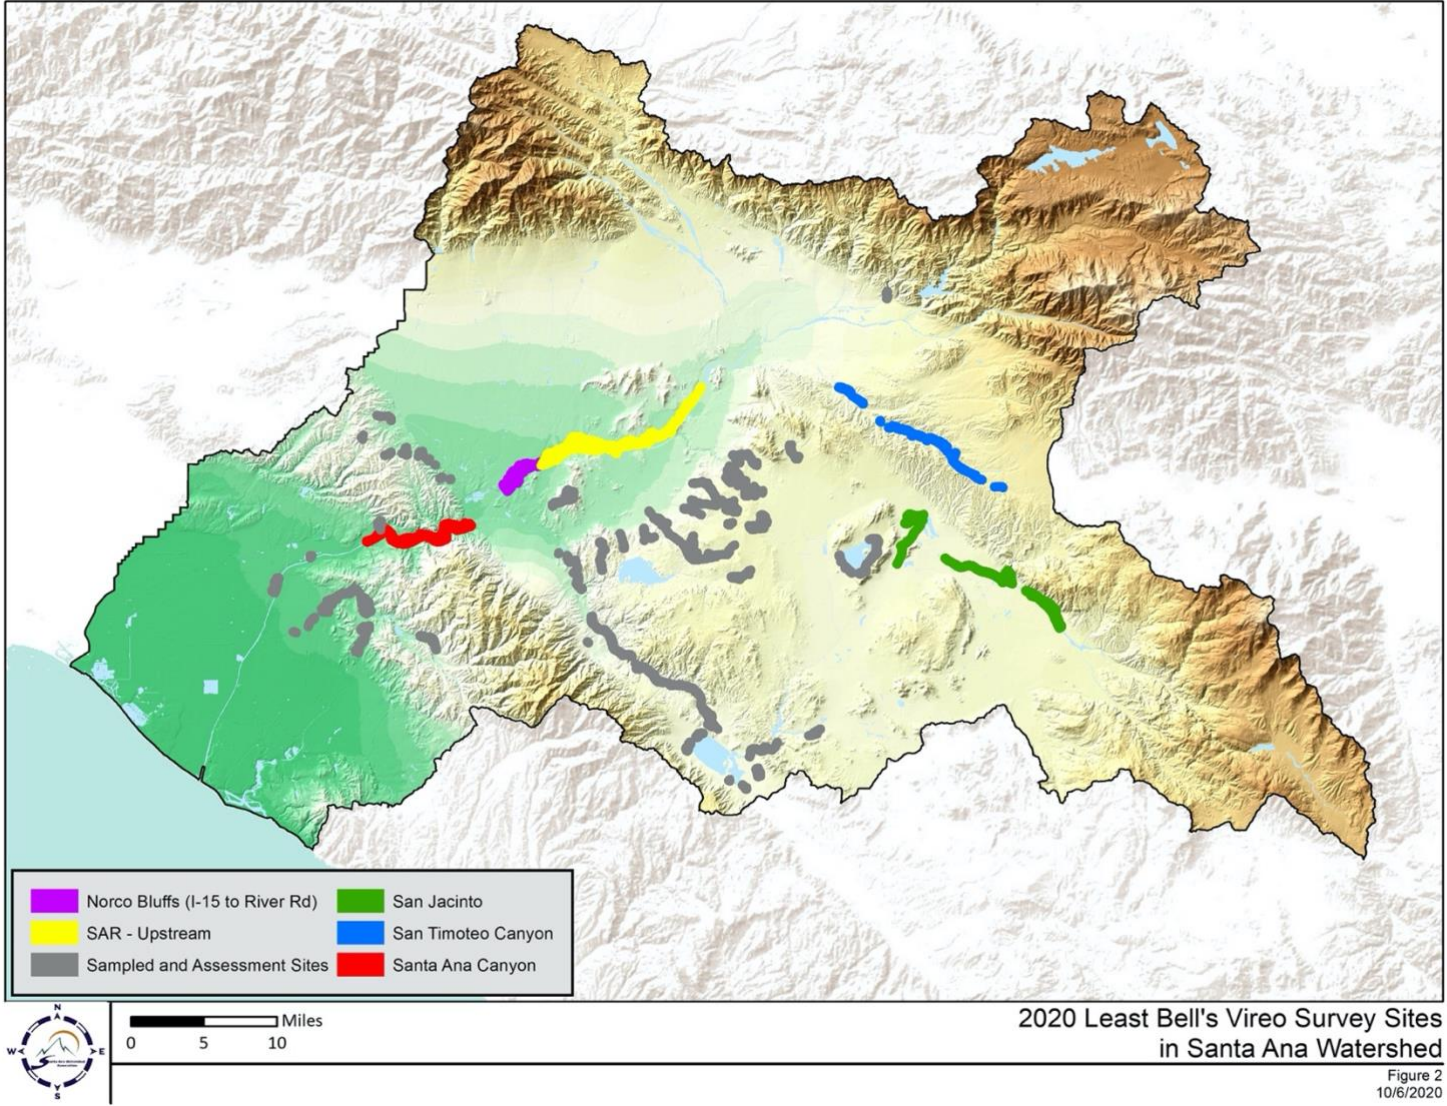 Norco Bluffs (I-15 to River Rd)
SAR - Upstream
Sampled and Assessment Sites
San Jacinto
San Timoteo Canyon
Santa Ana Canyon
N
W
E
S
Miles
0 5 10
2020 Least Bell's Vireo Survey Sites
in Santa Ana Watershed
Figure 2
10/6/2020